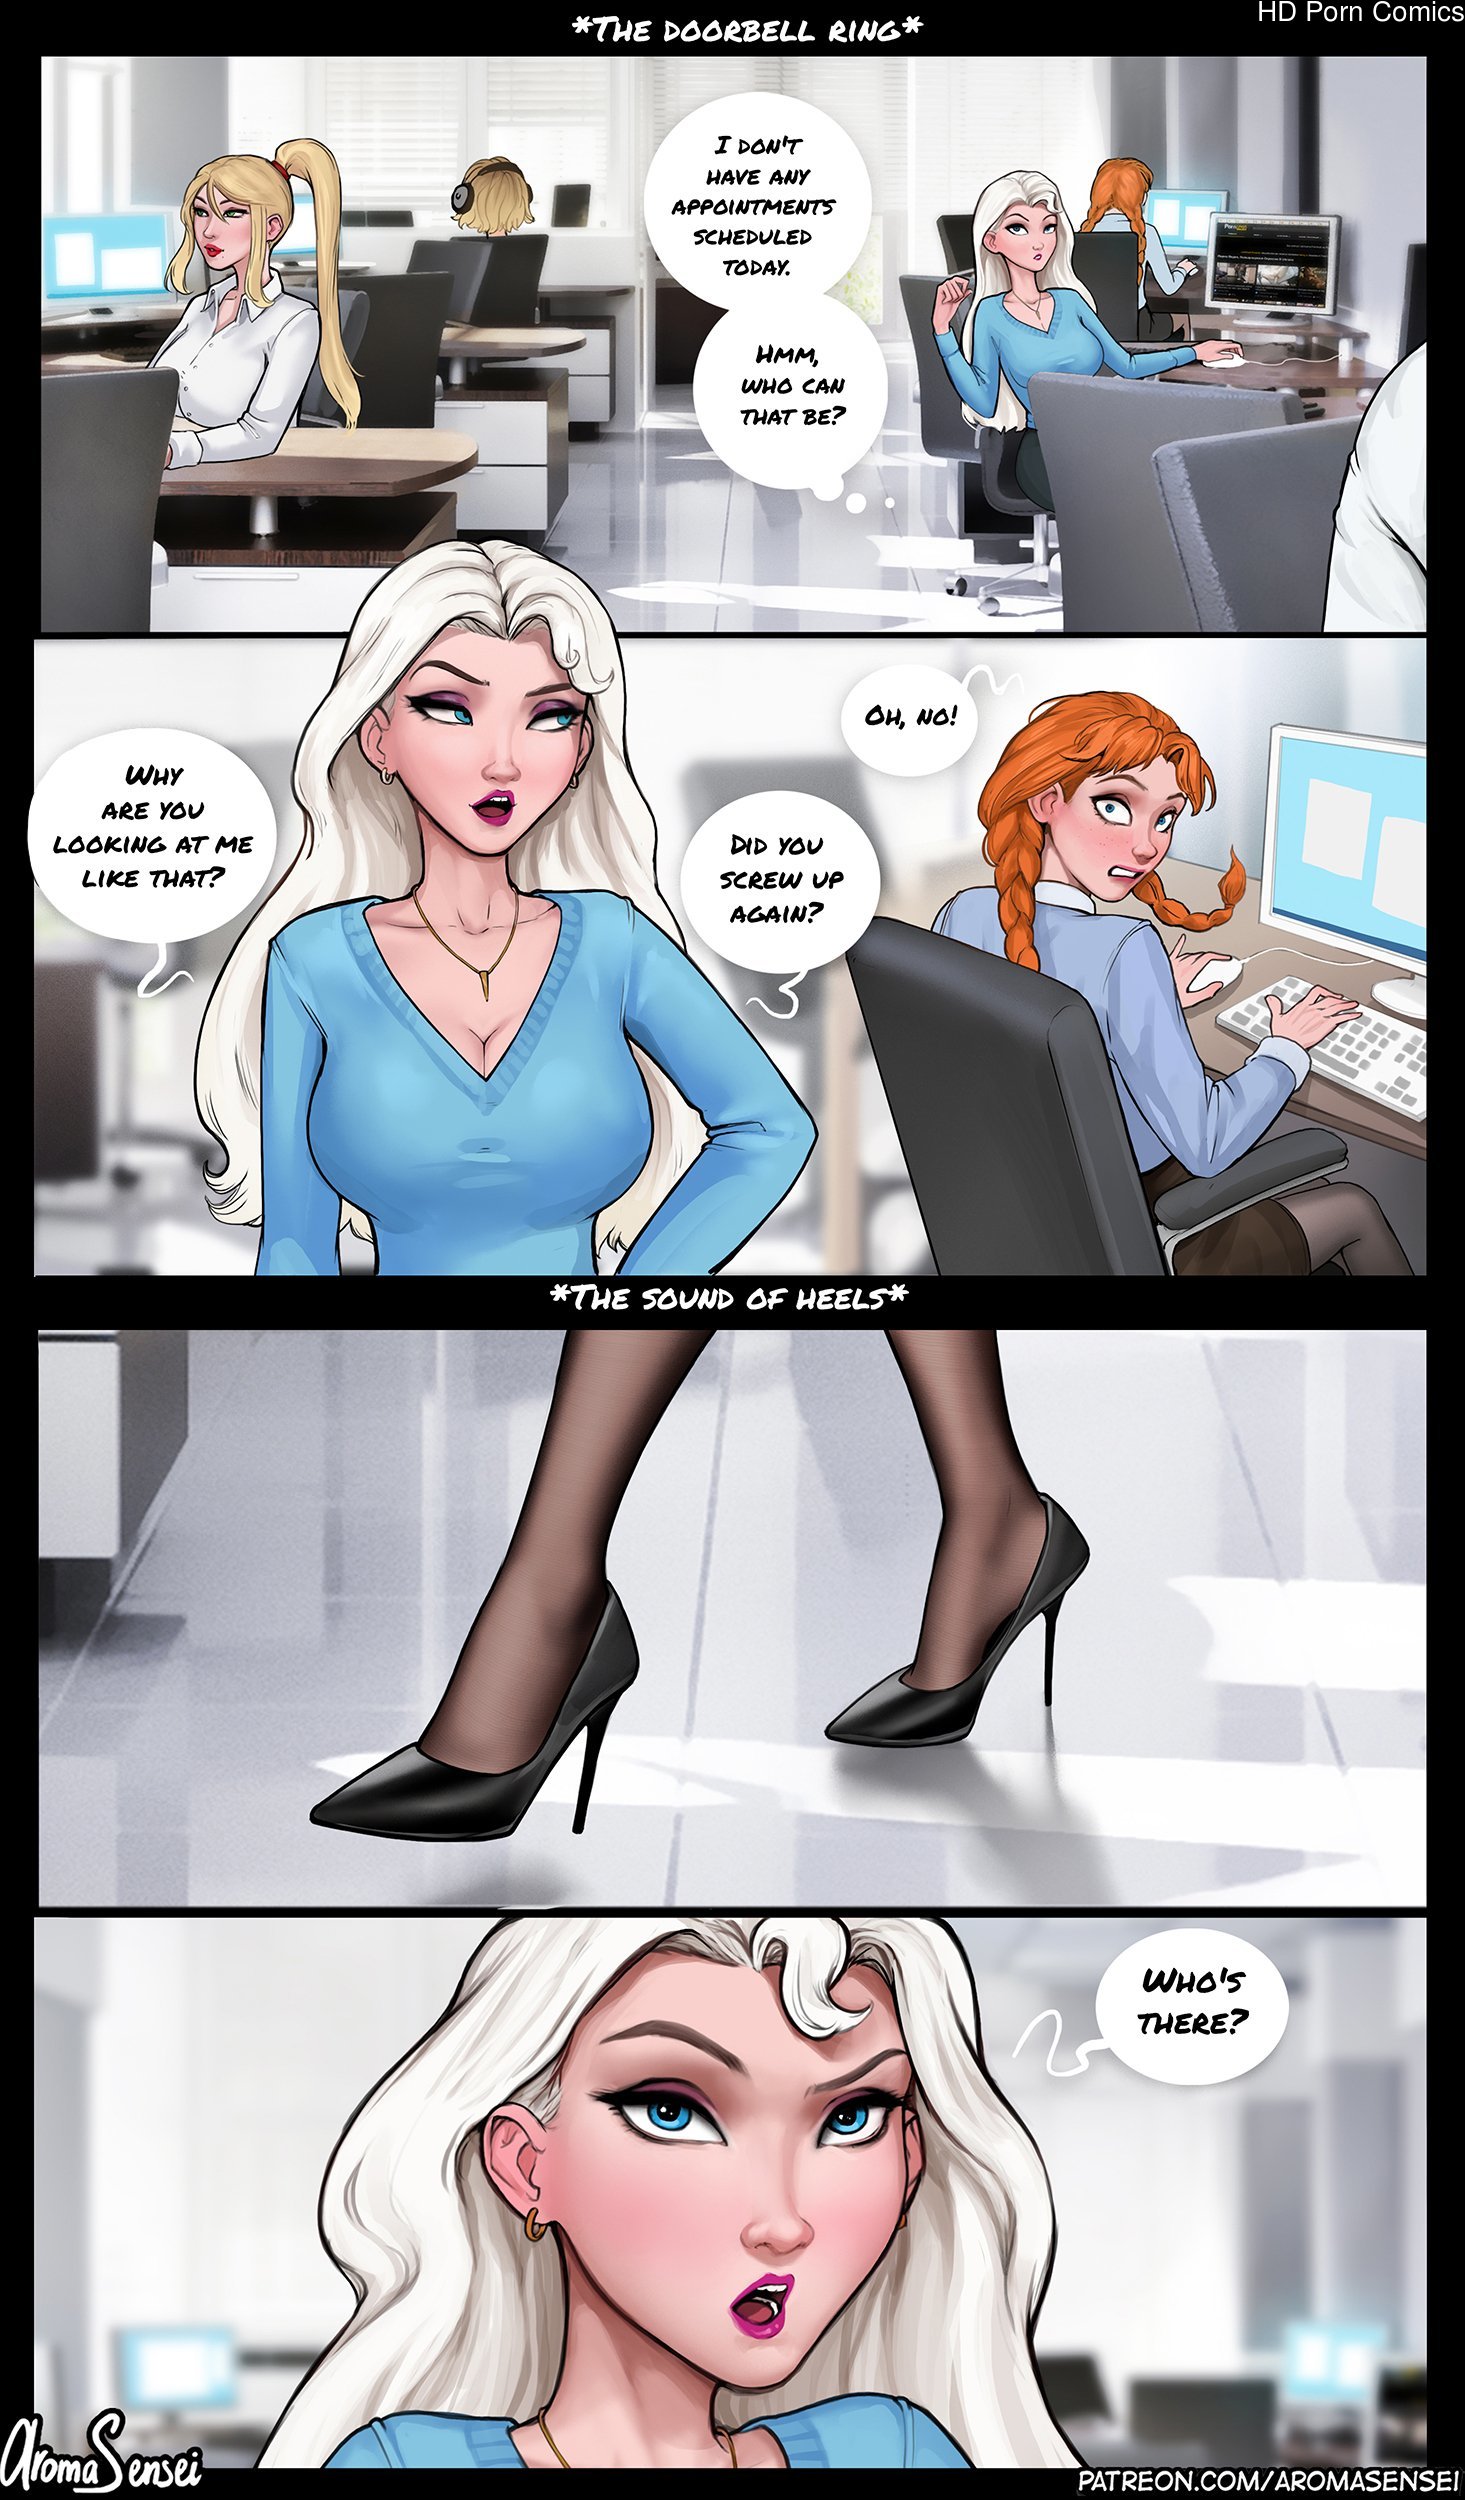 HD Porn Comics
*The doorbell ring*
I don't
have any
appointments
scheduled
today.
Hmm,
who can
that be?
Why
are you
looking at me
like that?
Oh, no!
Did you
screw up
again?
*The sound of heels*
Who's
there?
AromaSensei
patreon.com/aromasensei